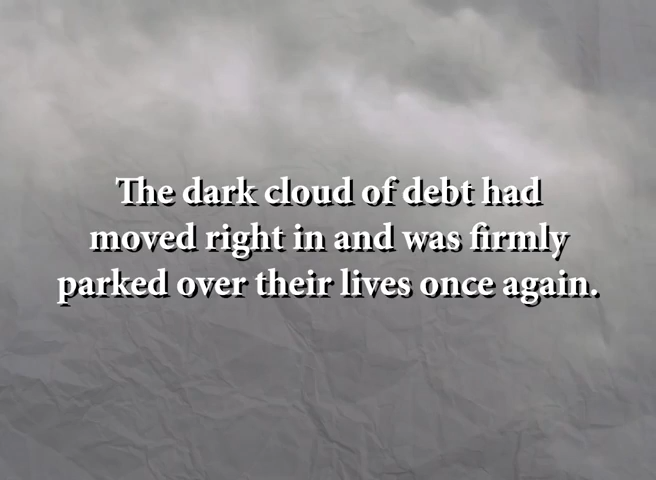 The dark cloud of debt had
moved right in and was firmly
parked over their lives once again.